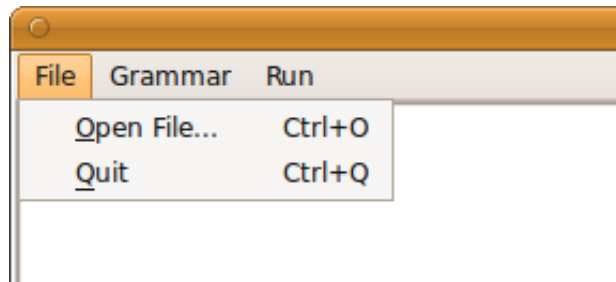 File Grammar Run
Open File... Ctrl+O
Quit Ctrl+Q